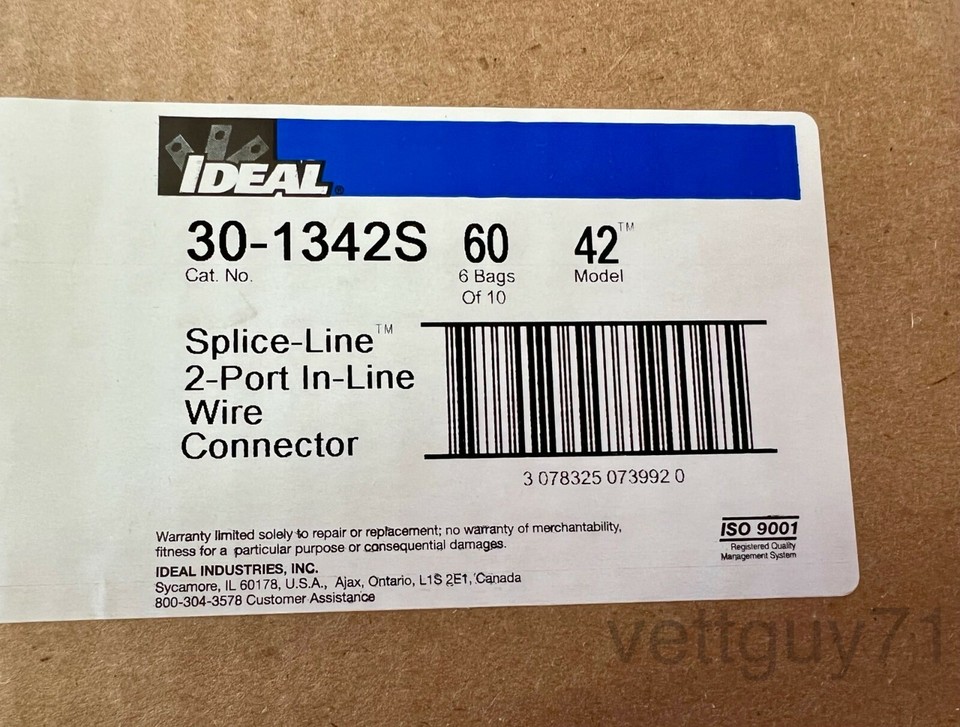 IDEAL®
30-1342S 60 42™
Cat. No. 6 Bags Model
Of 10
Splice-Line™
2-Port In-Line
Wire
Connector
3 078325 073992 0
Warranty limited solely to repair or replacement; no warranty of merchantability,
fitness for a particular purpose or consequential damages.
ISO 9001
Registered Quality
Management System
IDEAL INDUSTRIES, INC.
Sycamore, IL 60178, U.S.A., Ajax, Ontario, L1S 2E1, Canada
800-304-3578 Customer Assistance
vettguy71